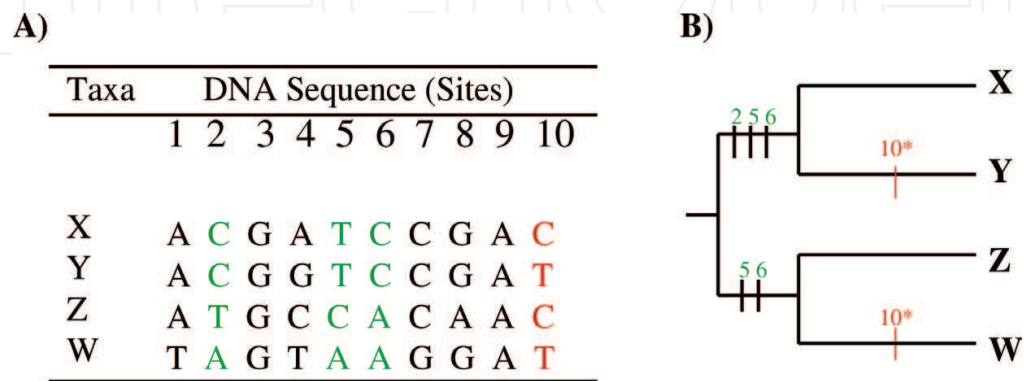 A)
Taxa DNA Sequence (Sites)
1 2 3 4 5 6 7 8 9 10
X A C G A T C C G A C
Y A C G G T C C G A T
Z A T G C C A C A A C
W T A G T A A G G A T
B)
X
2 5 6
10*
Y
Z
5 6
10*
W